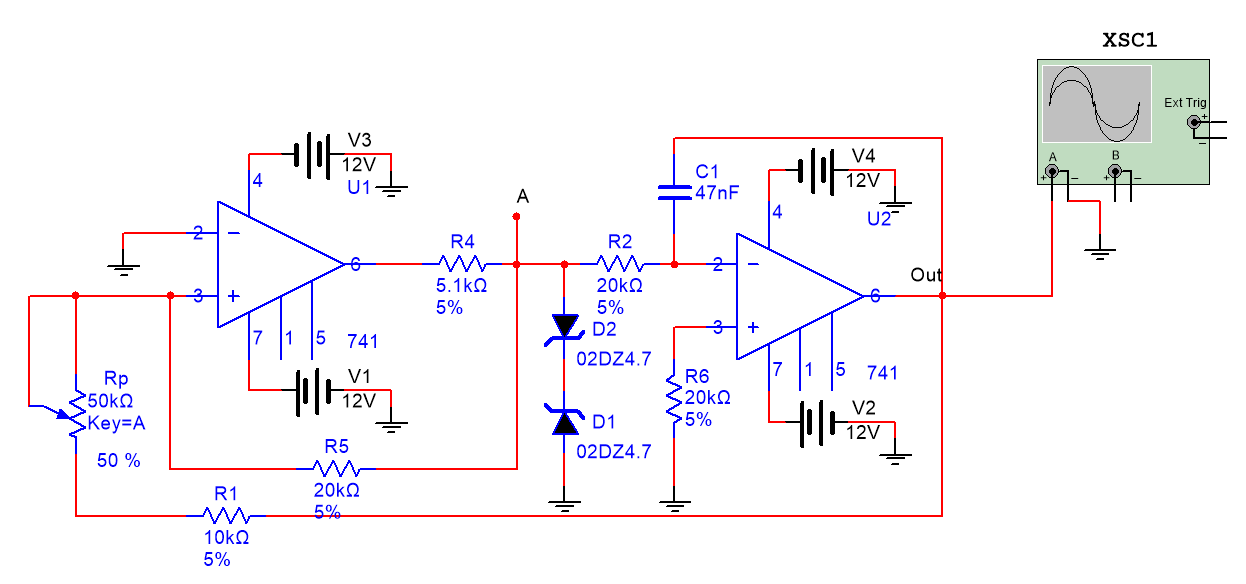 XSC1
Ext Trig
+
−
A
B
+ − + −
V3
12V
U1
4
2
−
3
+
6
7
1
5
741
V1
12V
A
R4
5.1kΩ
5%
R2
20kΩ
5%
C1
47nF
V4
12V
U2
4
2
−
3
+
6
7
1
5
741
V2
12V
Out
D2
02DZ4.7
D1
02DZ4.7
R6
20kΩ
5%
Rp
50kΩ
Key=A
50 %
R5
20kΩ
5%
R1
10kΩ
5%